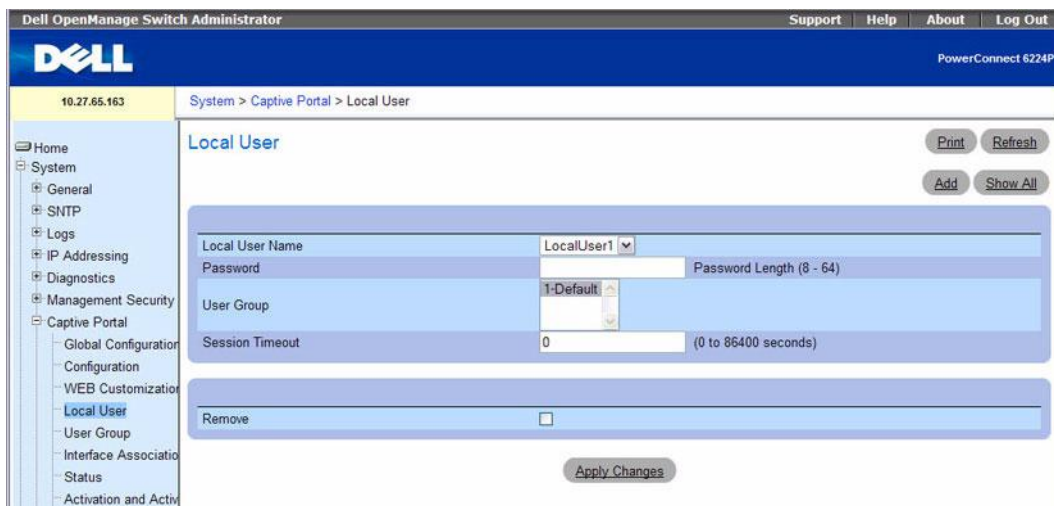 Dell OpenManage Switch Administrator Support Help About Log Out
DELL
PowerConnect 6224P
10.27.65.163
System > Captive Portal > Local User
Home
System
General
SNTP
Logs
IP Addressing
Diagnostics
Management Security
Captive Portal
Global Configuration
Configuration
WEB Customization
Local User
User Group
Interface Associatio
Status
Activation and Activ
Local User
Print Refresh
Add Show All
Local User Name LocalUser1
Password Password Length (8 - 64)
User Group 1-Default
Session Timeout 0 (0 to 86400 seconds)
Remove
Apply Changes